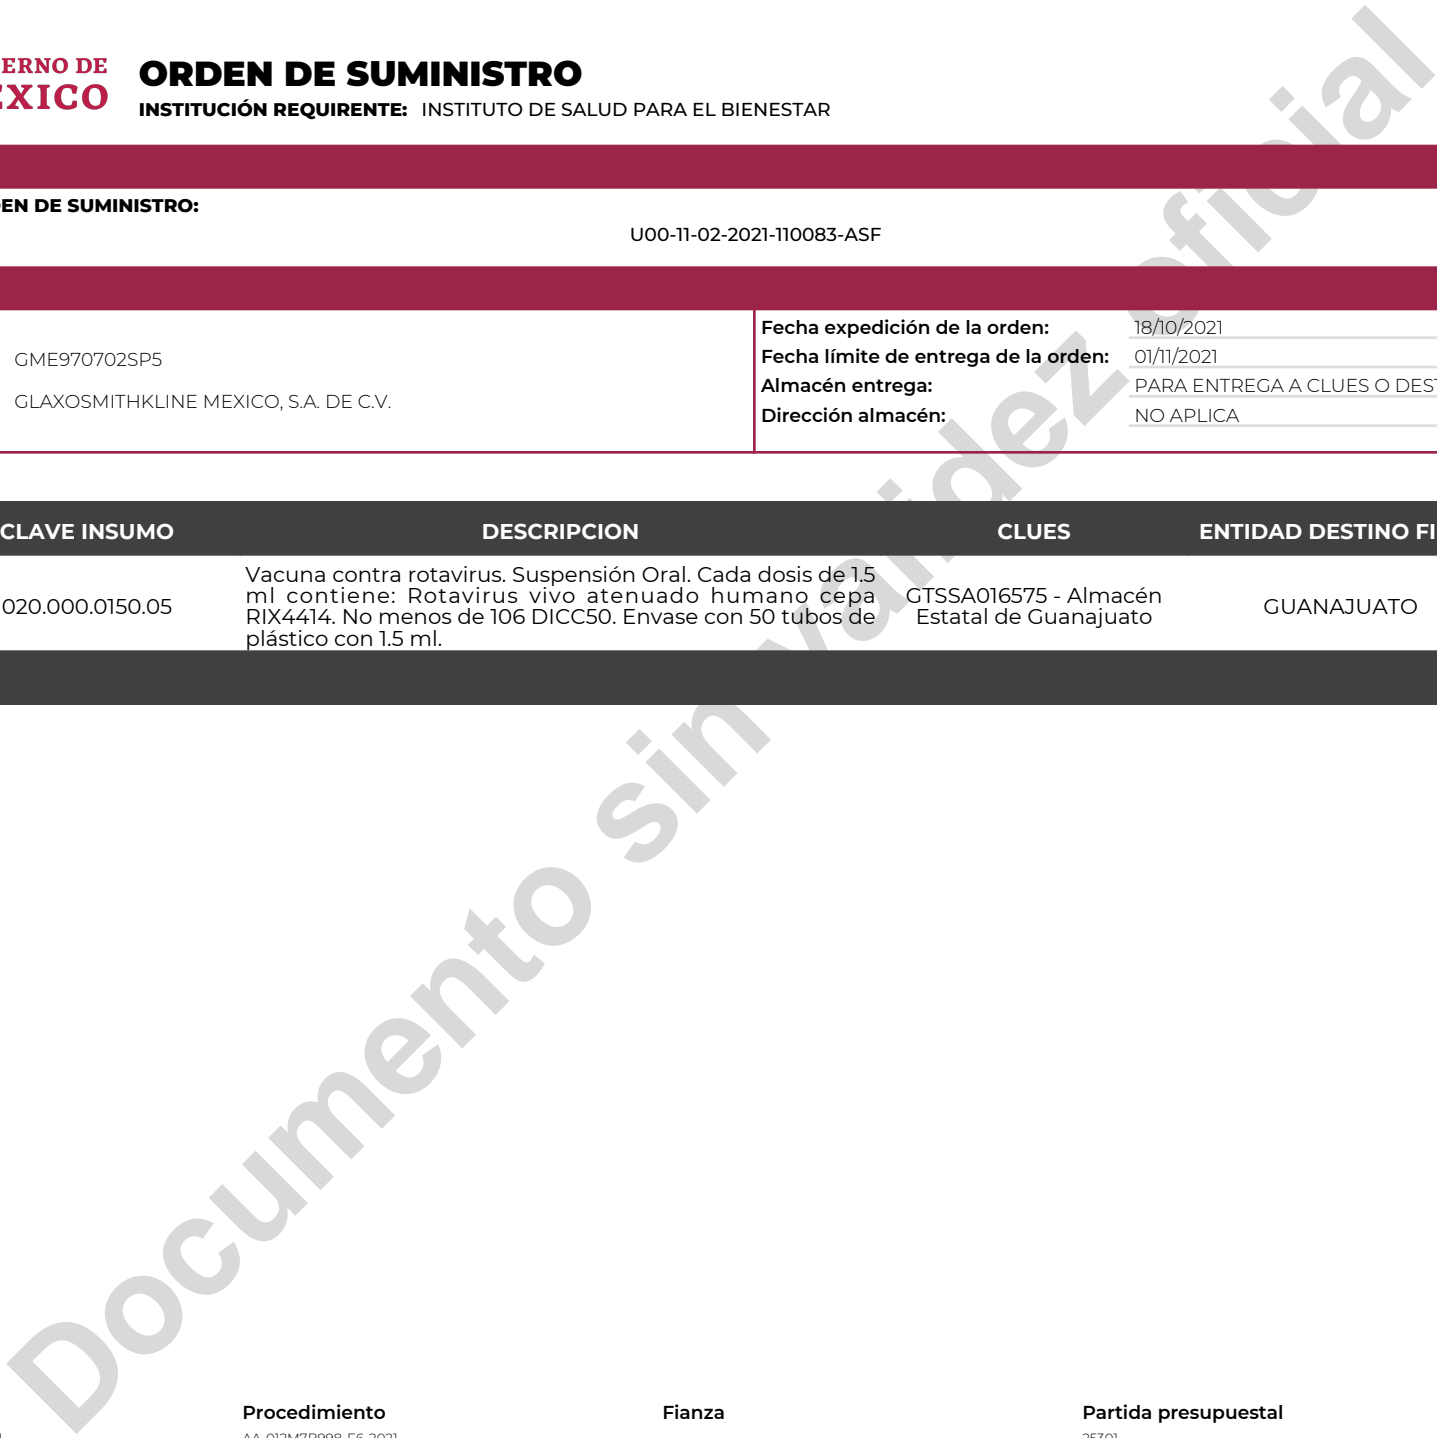 ERNO DE
EXICO
ORDEN DE SUMINISTRO
INSTITUCIÓN REQUIRENTE: INSTITUTO DE SALUD PARA EL BIENESTAR
EN DE SUMINISTRO:
U00-11-02-2021-110083-ASF
GME970702SP5
GLAXOSMITHKLINE MEXICO, S.A. DE C.V.
Fecha expedición de la orden: 18/10/2021
Fecha límite de entrega de la orden: 01/11/2021
Almacén entrega: PARA ENTREGA A CLUES O DEST
Dirección almacén: NO APLICA
CLAVE INSUMO DESCRIPCION CLUES ENTIDAD DESTINO FI
020.000.0150.05
Vacuna contra rotavirus. Suspensión Oral. Cada dosis de 1.5
ml contiene: Rotavirus vivo atenuado humano cepa
RIX4414. No menos de 106 DICC50. Envase con 50 tubos de
plástico con 1.5 ml.
GTSSA016575 - Almacén
Estatal de Guanajuato
GUANAJUATO
Documento sin validez oficial
Procedimiento Fianza Partida presupuestal